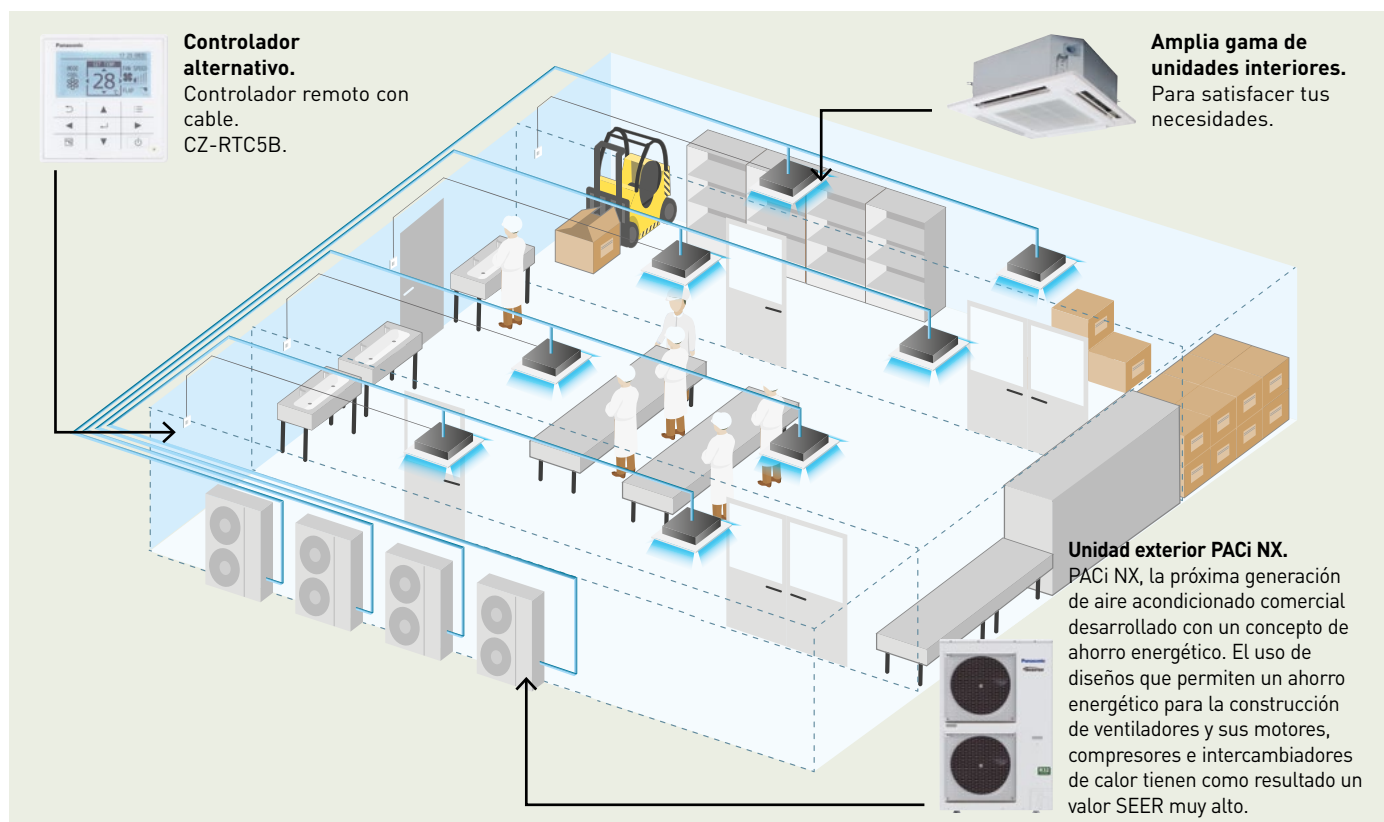 Panasonic
28
Controlador
alternativo.
Controlador remoto con
cable.
CZ-RTC5B.
Amplia gama de
unidades interiores.
Para satisfacer tus
necesidades.
Unidad exterior PACi NX.
PACi NX, la próxima generación
de aire acondicionado comercial
desarrollado con un concepto de
ahorro energético. El uso de
diseños que permiten un ahorro
energético para la construcción
de ventiladores y sus motores,
compresores e intercambiadores
de calor tienen como resultado un
valor SEER muy alto.
Panasonic